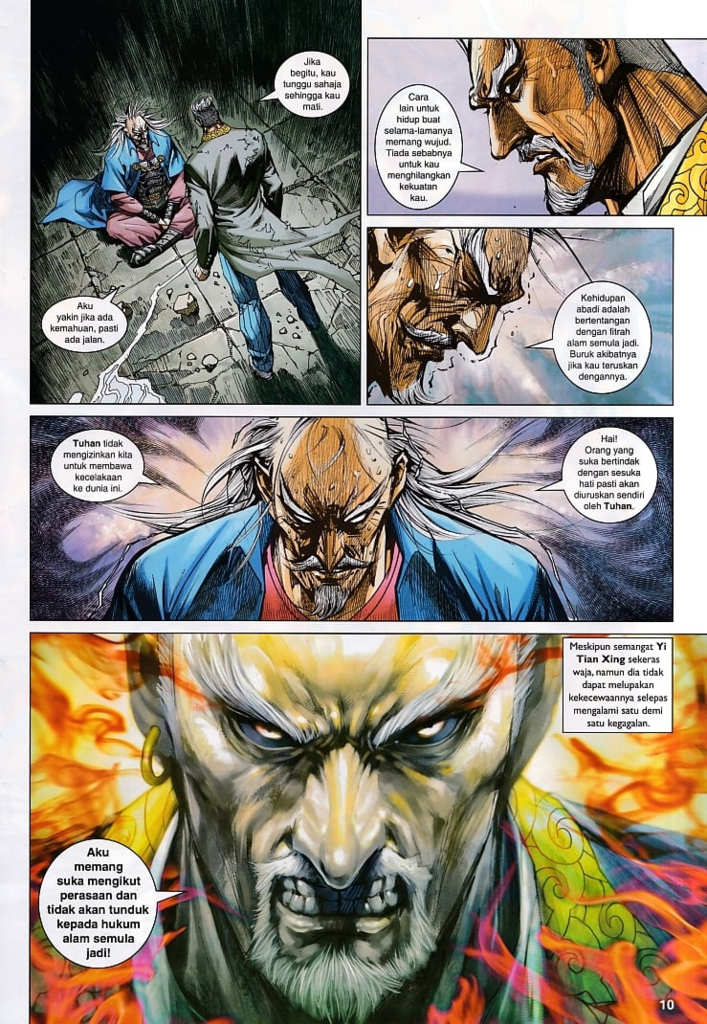 Jika
begitu, kau
tunggu sahaja
sehingga kau
mati.
Aku
yakin jika ada
kemahuan, pasti
ada jalan.
Cara
lain untuk
hidup buat
selama-lamanya
memang wujud.
Tiada sebabnya
untuk kau
menghilangkan
kekuatan
kau.
Kehidupan
abadi adalah
bertentangan
dengan fitrah
alam semula jadi.
Buruk akibatnya
jika kau teruskan
dengannya.
Tuhan tidak
mengizinkan kita
untuk membawa
kecelakaan
ke dunia ini.
Hai!
Orang yang
suka bertindak
dengan sesuka
hati pasti akan
diuruskan sendiri
oleh Tuhan.
Meskipun semangat Yi
Tian Xing sekeras
waja, namun dia tidak
dapat melupakan
kekecewaannya selepas
mengalami satu demi
satu kegagalan.
Aku
memang
suka mengikut
perasaan dan
tidak akan tunduk
kepada hukum
alam semula
jadi!
10